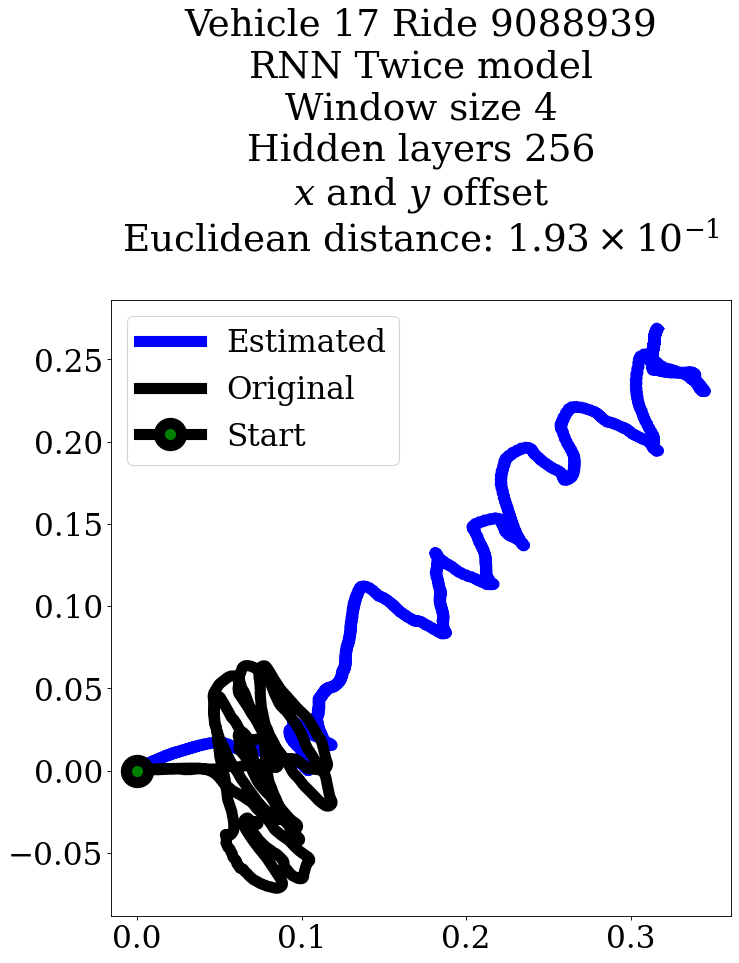 Vehicle 17 Ride 9088939
RNN Twice model
Window size 4
Hidden layers 256
x and y offset
Euclidean distance: 1.93 × 10⁻¹
Estimated
Original
Start
0.25
0.20
0.15
0.10
0.05
0.00
−0.05
0.0 0.1 0.2 0.3